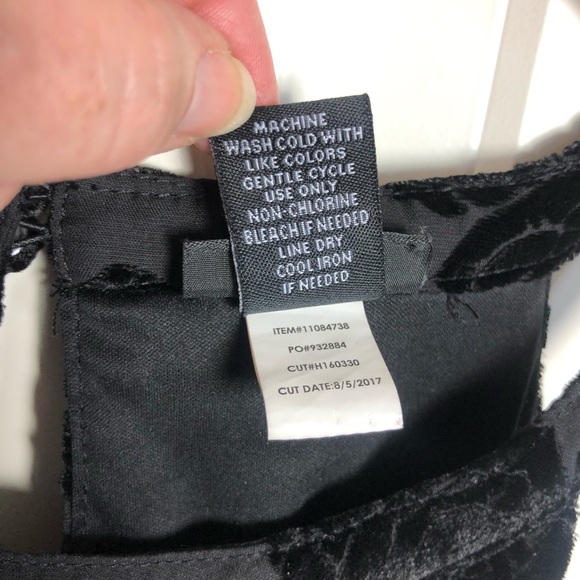 MACHINE
WASH COLD WITH
LIKE COLORS
GENTLE CYCLE
USE ONLY
NON-CHLORINE
BLEACH IF NEEDED
LINE DRY
COOL IRON
IF NEEDED
ITEM#11084738
PO#932884
CUT#H160330
CUT DATE:8/5/2017